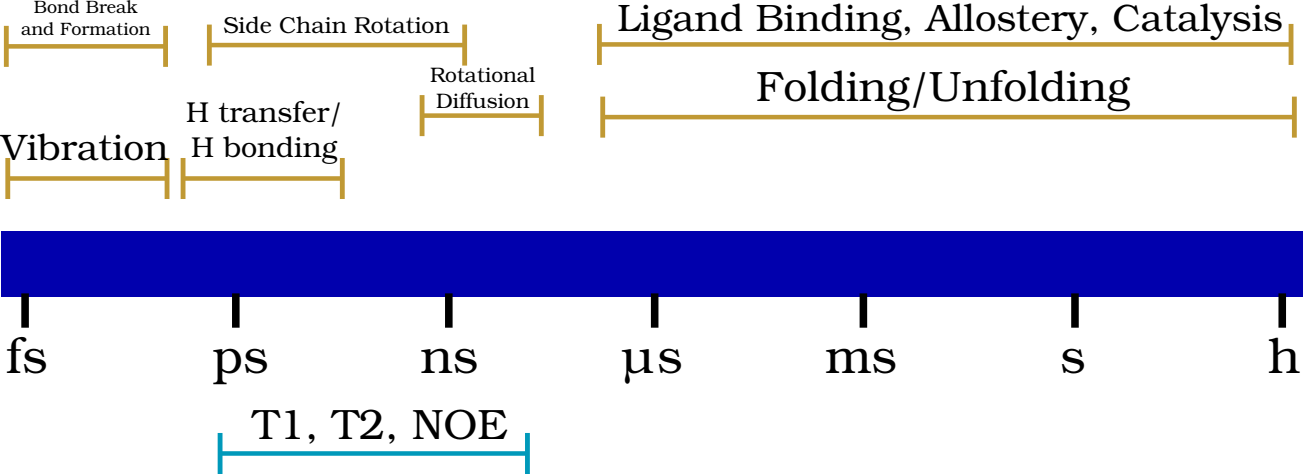 Bond Break
and Formation
Side Chain Rotation
Ligand Binding, Allostery, Catalysis
Rotational
Diffusion
Folding/Unfolding
H transfer/
H bonding
Vibration
fs ps ns µs ms s h
T1, T2, NOE